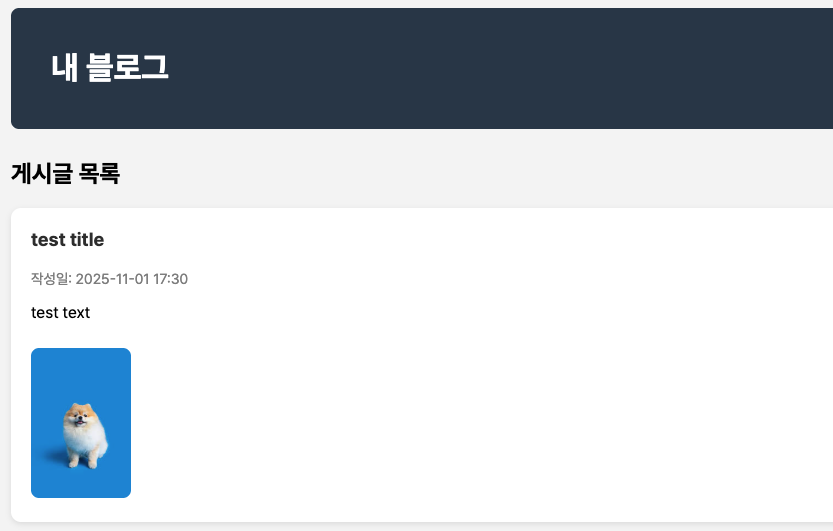 내 블로그
게시글 목록
test title
작성일: 2025-11-01 17:30
test text